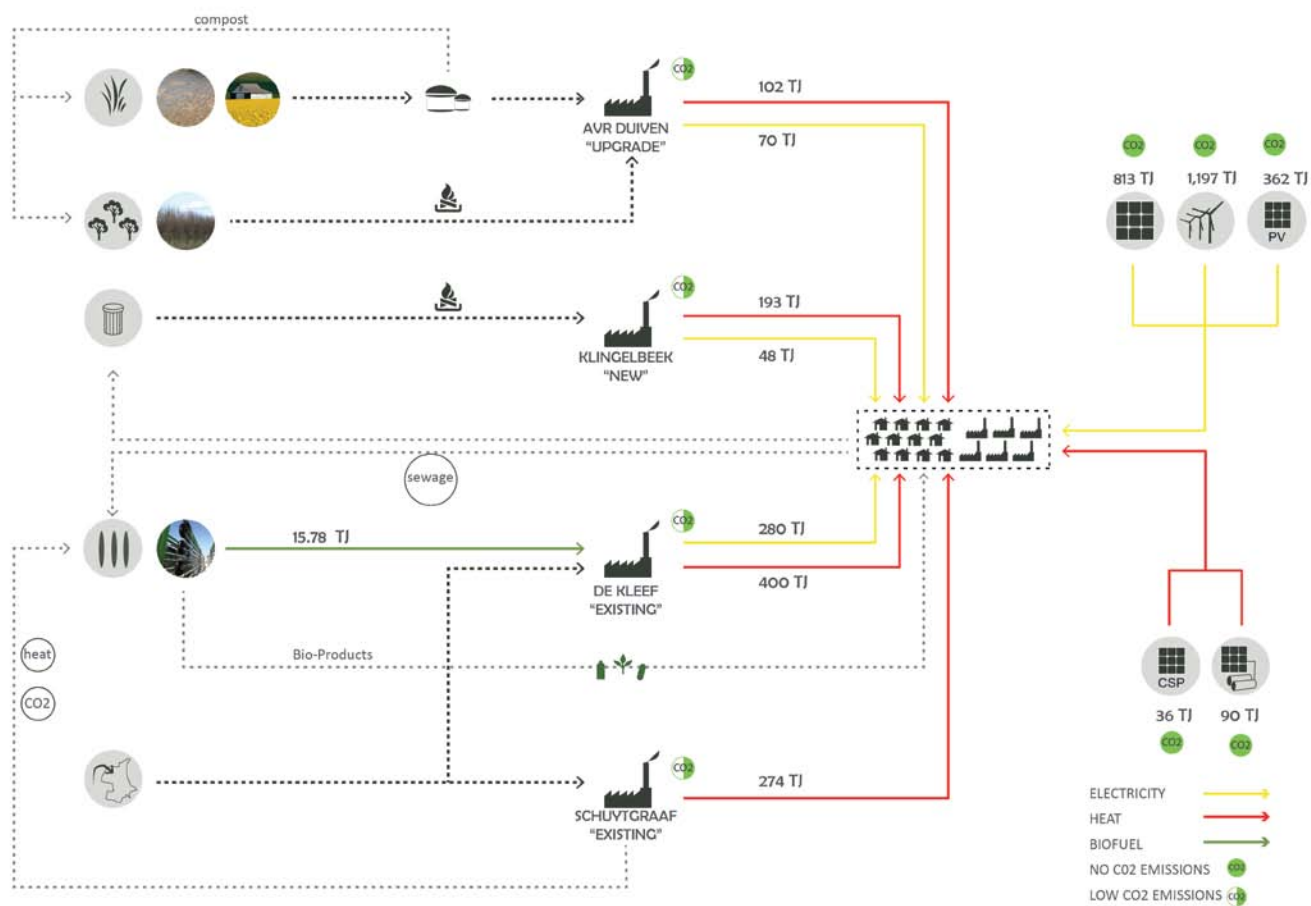 compost
CO2
102 TJ
AVR DUIVEN
"UPGRADE"
70 TJ
CO2
CO2
CO2
813 TJ
1,197 TJ
362 TJ
PV
CO2
193 TJ
KLINGELBEEK
"NEW"
48 TJ
sewage
15.78 TJ
CO2
280 TJ
DE KLEEF
"EXISTING"
400 TJ
heat
Bio-Products
CO2
CSP
36 TJ
90 TJ
CO2
CO2
CO2
274 TJ
SCHUYTGRAAF
"EXISTING"
ELECTRICITY
HEAT
BIOFUEL
NO C02 EMISSIONS CO2
LOW CO2 EMISSIONS CO2